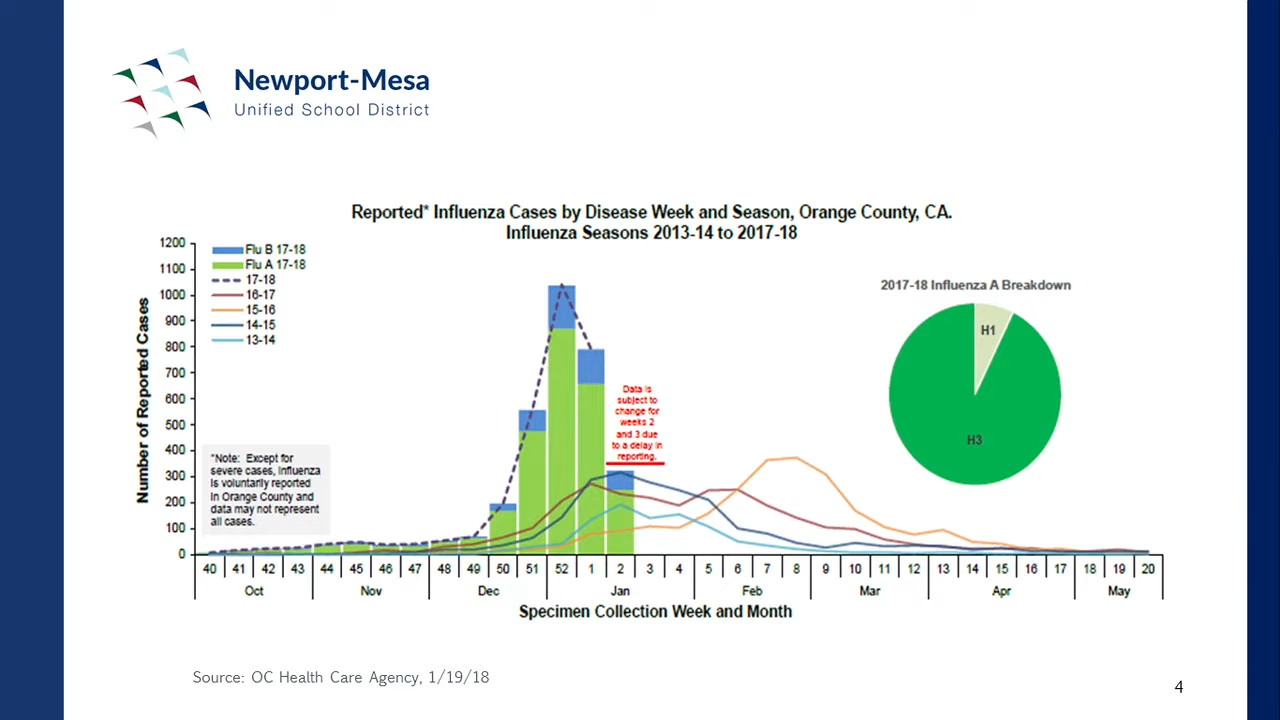 Newport-Mesa
Unified School District
Reported* Influenza Cases by Disease Week and Season, Orange County, CA.
Influenza Seasons 2013-14 to 2017-18
Number of Reported Cases
1200
1100
1000
900
800
700
600
500
400
300
200
100
0
Flu B 17-18
Flu A 17-18
17-18
16-17
15-16
14-15
13-14
*Note: Except for
severe cases, influenza
is voluntarily reported
in Orange County and
data may not represent
all cases.
Data is
subject to
change for
weeks 2
and 3 due
to a delay in
reporting.
2017-18 Influenza A Breakdown
H1
H3
40 41 42 43 44 45 46 47 48 49 50 51 52 1 2 3 4 5 6 7 8 9 10 11 12 13 14 15 16 17 18 19 20
Oct Nov Dec Jan Feb Mar Apr May
Specimen Collection Week and Month
Source: OC Health Care Agency, 1/19/18
4